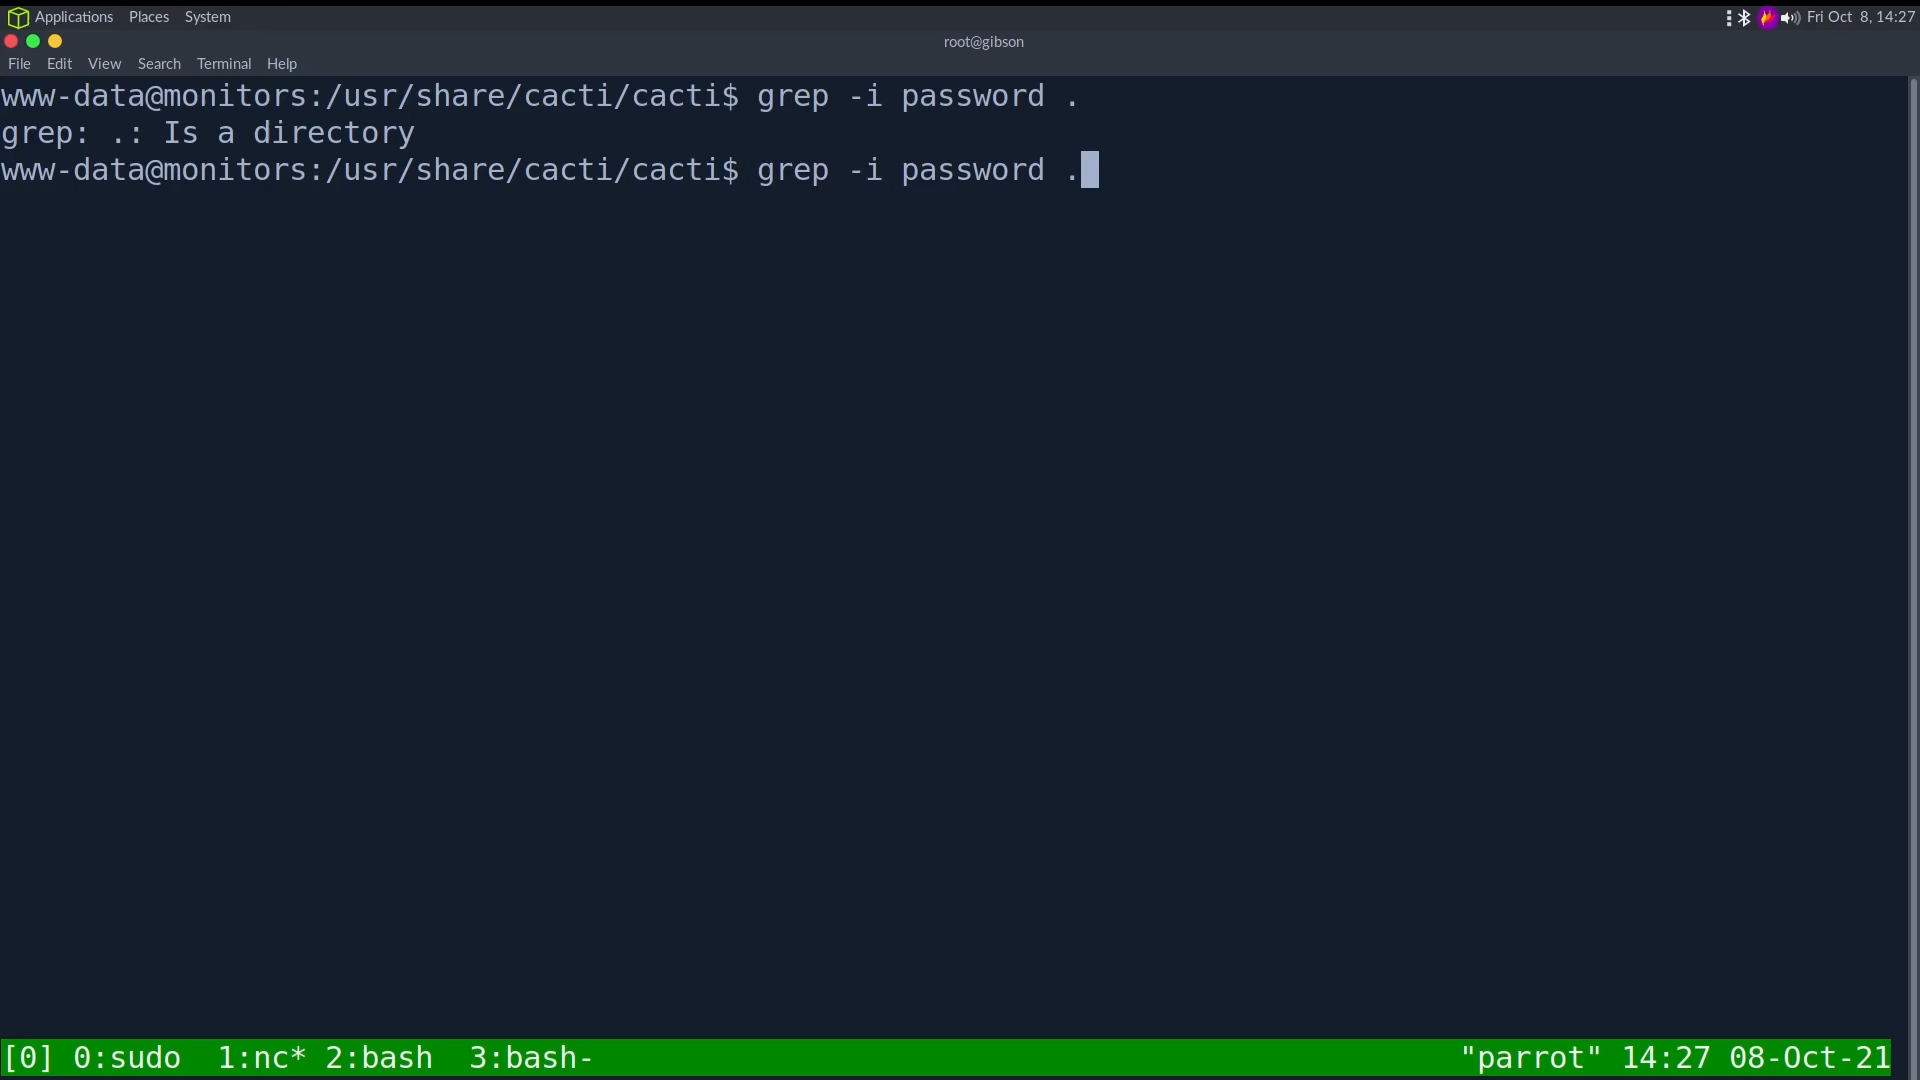 Applications Places System Fri Oct 8, 14:27
root@gibson
File Edit View Search Terminal Help
www-data@monitors:/usr/share/cacti/cacti$ grep -i password .
grep: .: Is a directory
www-data@monitors:/usr/share/cacti/cacti$ grep -i password .
[0] 0:sudo  1:nc* 2:bash  3:bash- "parrot" 14:27 08-Oct-21